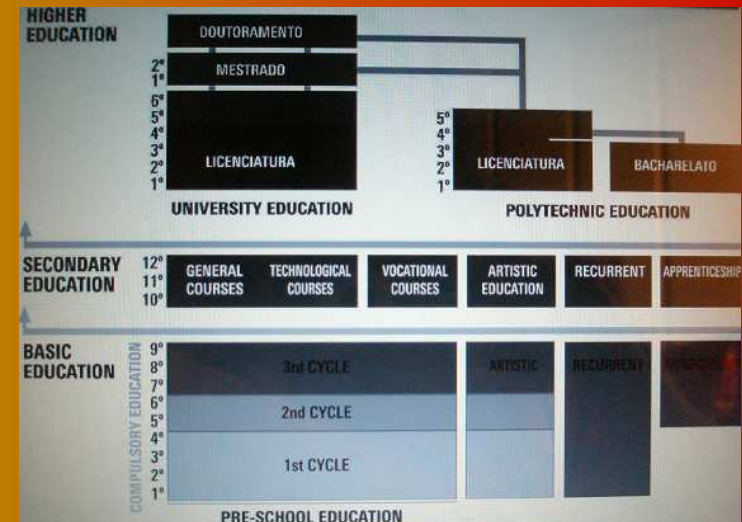 HIGHER
EDUCATION
DOUTORAMENTO
2º
1º
MESTRADO
6º
5º
4º
3º
2º
1º
LICENCIATURA
5º
4º
3º
2º
1º
LICENCIATURA
BACHARELATO
UNIVERSITY EDUCATION
POLYTECHNIC EDUCATION
SECONDARY
EDUCATION
12º
11º
10º
GENERAL
COURSES
TECHNOLOGICAL
COURSES
VOCATIONAL
COURSES
ARTISTIC
EDUCATION
RECURRENT
APPRENTICESHIP
BASIC
EDUCATION
COMPULSORY EDUCATION
9º
8º
7º
6º
5º
4º
3º
2º
1º
3rd CYCLE
2nd CYCLE
1st CYCLE
ARTISTIC
RECURRENT
PRE-SCHOOL EDUCATION